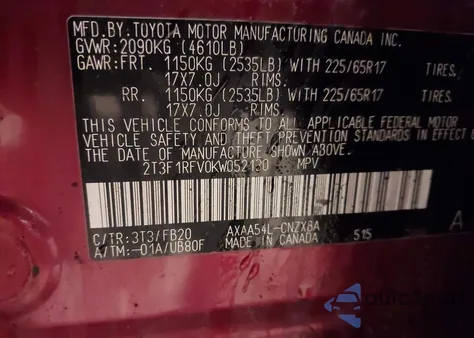 MFD.BY: TOYOTA MOTOR MANUFACTURING CANADA INC.
GVWR:2090KG (4610LB)
GAWR:FRT. 1150KG (2535LB) WITH 225/65R17 TIRES,
17X7.0J RIMS,
RR. 1150KG (2535LB) WITH 225/65R17 TIRES,
17X7.0J RIMS,
THIS VEHICLE CONFORMS TO ALL APPLICABLE FEDERAL MOTOR
VEHICLE SAFETY AND THEFT PREVENTION STANDARDS IN EFFECT
ON THE DATE OF MANUFACTURE SHOWN ABOVE.
2T3F1RFV0KW052130 MPV
C/TR:3T3/FB20 AXAA54L-CNZXBA A
A/TM:-01A/UB80F MADE IN CANADA 515